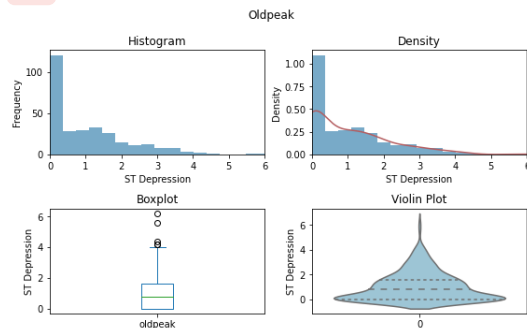 Oldpeak
Histogram
Frequency
100
50
0
0 1 2 3 4 5 6
ST Depression
Density
Density
1.00
0.75
0.50
0.25
0.00
0 1 2 3 4 5 6
ST Depression
Boxplot
ST Depression
6
4
2
0
oldpeak
Violin Plot
ST Depression
6
4
2
0
0